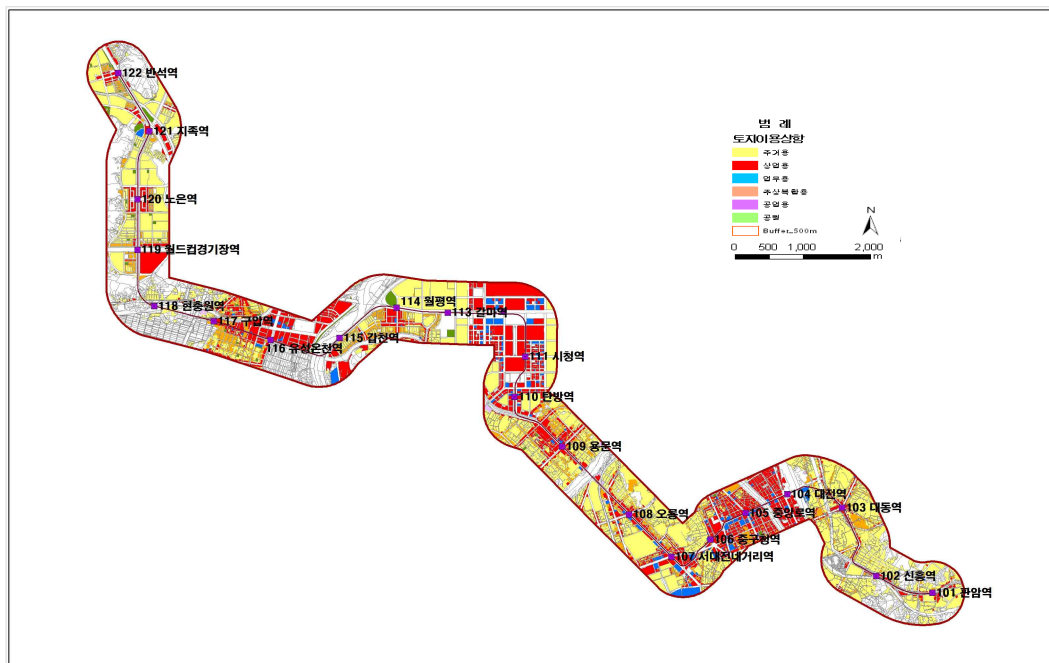 122 반석역
121 지족역
120 노은역
119 월드컵경기장역
118 현충원역
117 구암역
116 유성온천역
115 갑천역
114 월평역
113 갈마역
111 시청역
110 탄방역
109 용문역
108 오룡역
107 서대전네거리역
106 중구청역
105 중앙로역
104 대전역
103 대동역
102 신흥역
101 판암역
범 례
토지이용상황
주거용
상업용
업무용
주상복합용
공업용
공원
Buffer_500m
N
0 500 1,000 2,000
m